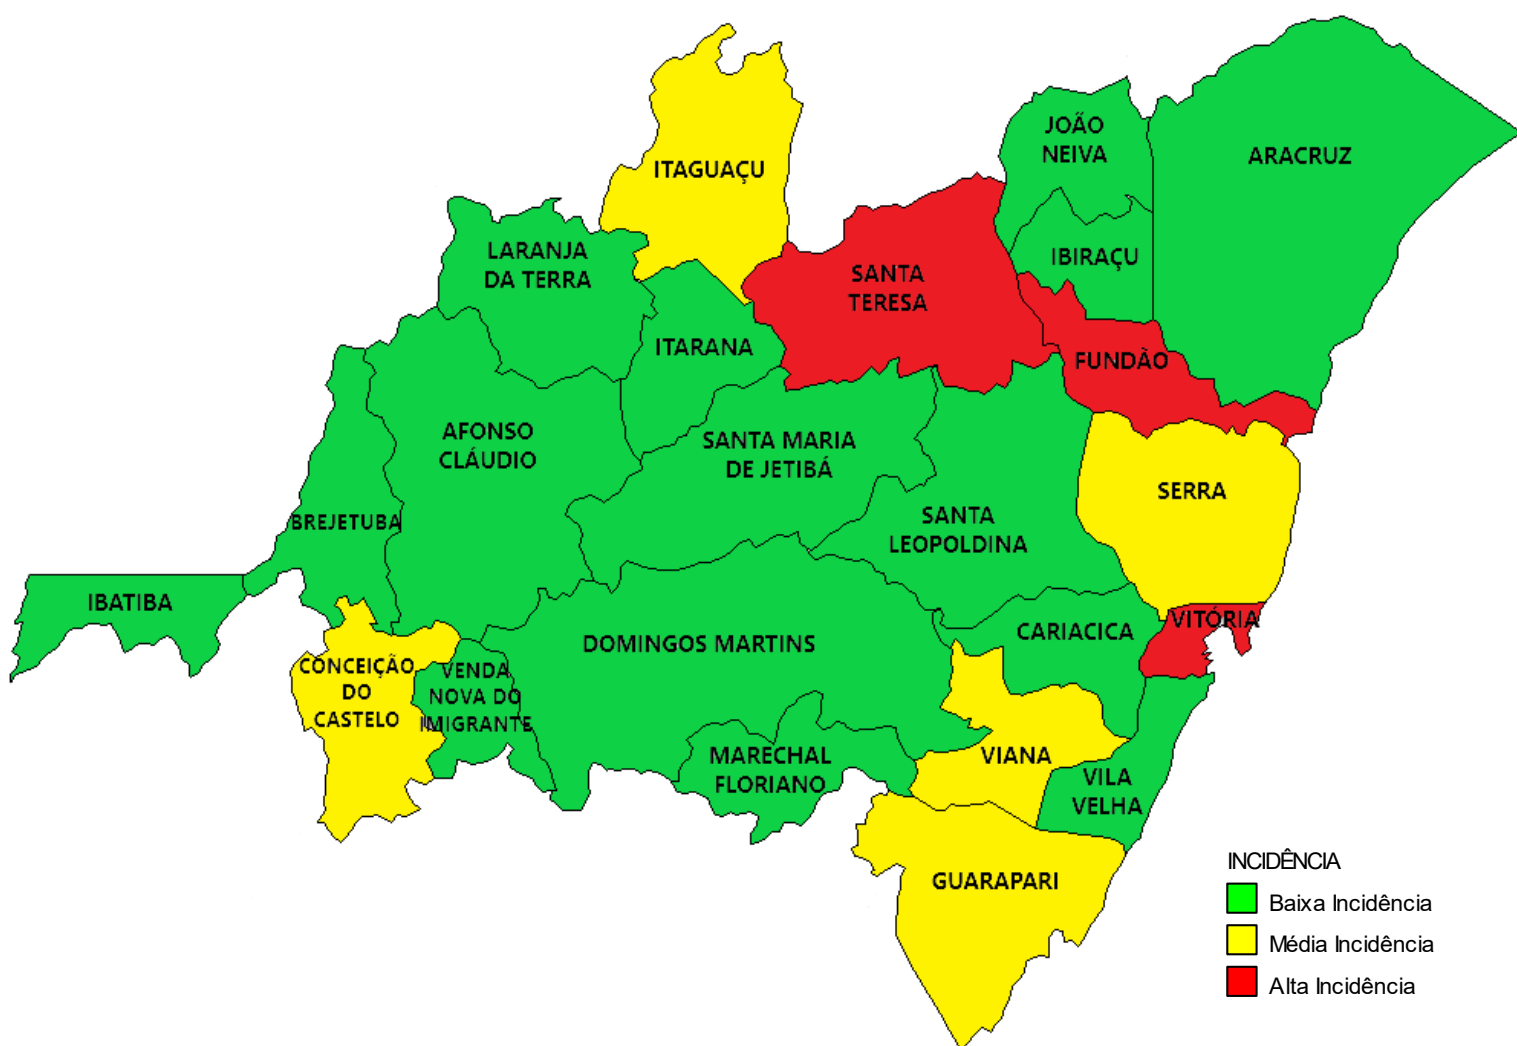 JOÃO
NEIVA
ARACRUZ
ITAGUAÇU
LARANJA
DA TERRA
IBIRAÇU
SANTA
TERESA
ITARANA
FUNDÃO
AFONSO
CLÁUDIO
SANTA MARIA
DE JETIBÁ
SERRA
BREJETUBA
SANTA
LEOPOLDINA
IBATIBA
VITÓRIA
CARIACICA
DOMINGOS MARTINS
CONCEIÇÃO
DO
CASTELO
VENDA
NOVA DO
IMIGRANTE
MARECHAL
FLORIANO
VIANA
VILA
VELHA
GUARAPARI
INCIDÊNCIA
Baixa Incidência
Média Incidência
Alta Incidência